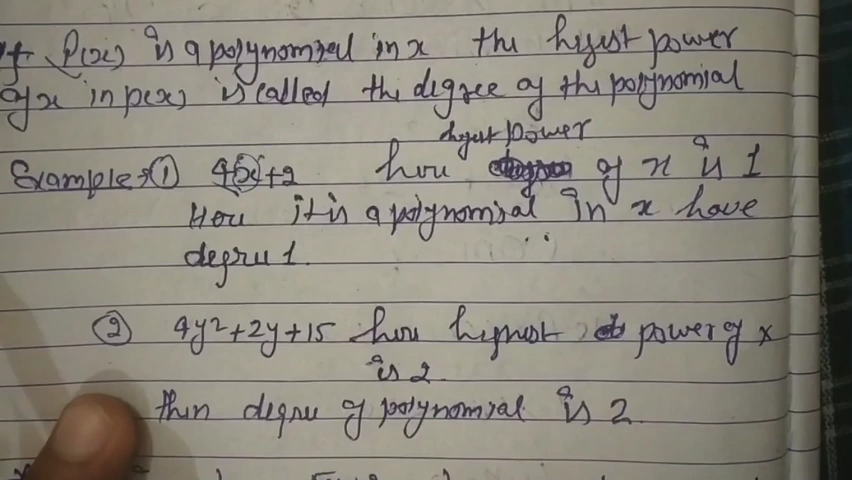 If P(x) is a polynomial in x the hyest power
of x in p(x) is called the degree of the polynomial
hyest power
Example:① 4x+2 here of x is 1
Here it is a polynomial in x have
degree 1.
② 4y²+2y+15 here highest power of x
is 2.
then degree of polynomial is 2